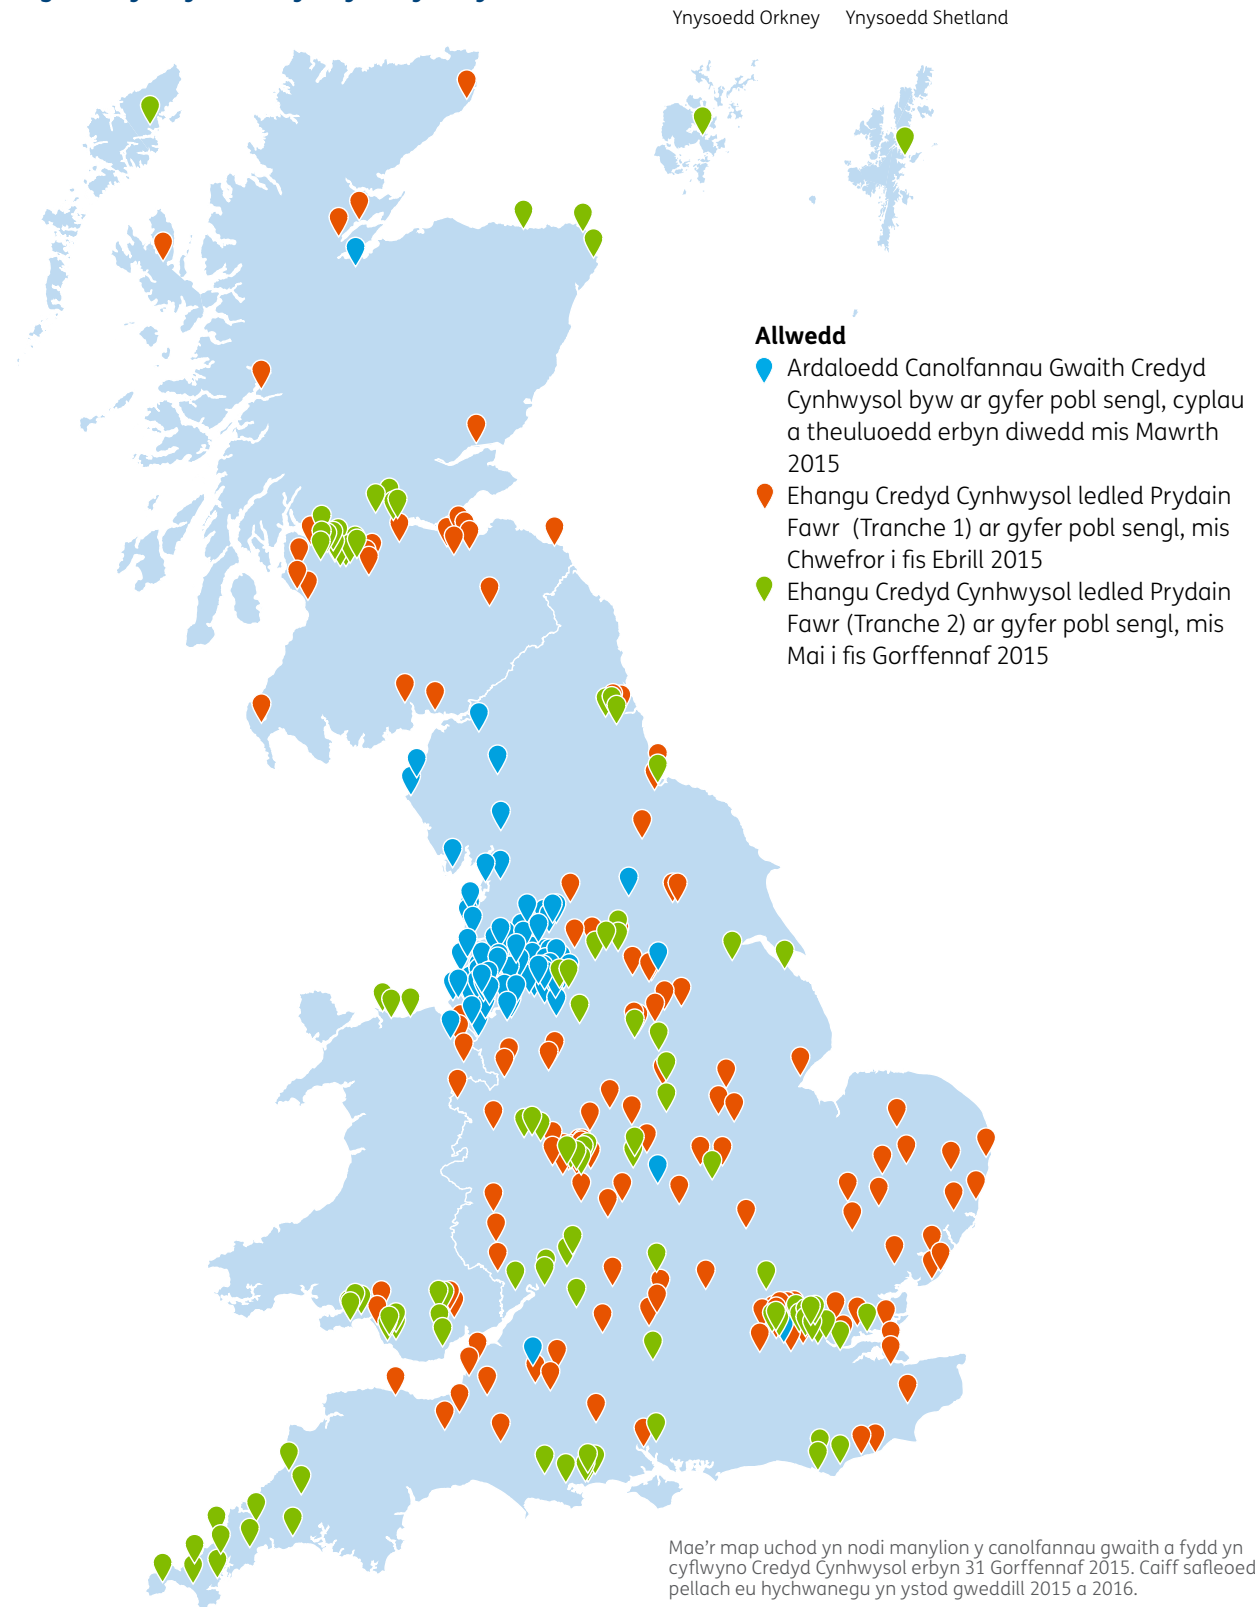 Ynysoedd Orkney
Ynysoedd Shetland
Allwedd
Ardaloedd Canolfannau Gwaith Credyd
Cynhwysol byw ar gyfer pobl sengl, cyplau
a theuluoedd erbyn diwedd mis Mawrth
2015
Ehangu Credyd Cynhwysol ledled Prydain
Fawr (Tranche 1) ar gyfer pobl sengl, mis
Chwefror i fis Ebrill 2015
Ehangu Credyd Cynhwysol ledled Prydain
Fawr (Tranche 2) ar gyfer pobl sengl, mis
Mai i fis Gorffennaf 2015
Mae'r map uchod yn nodi manylion y canolfannau gwaith a fydd yn
cyflwyno Credyd Cynhwysol erbyn 31 Gorffennaf 2015. Caiff safleoed
pellach eu hychwanegu yn ystod gweddill 2015 a 2016.